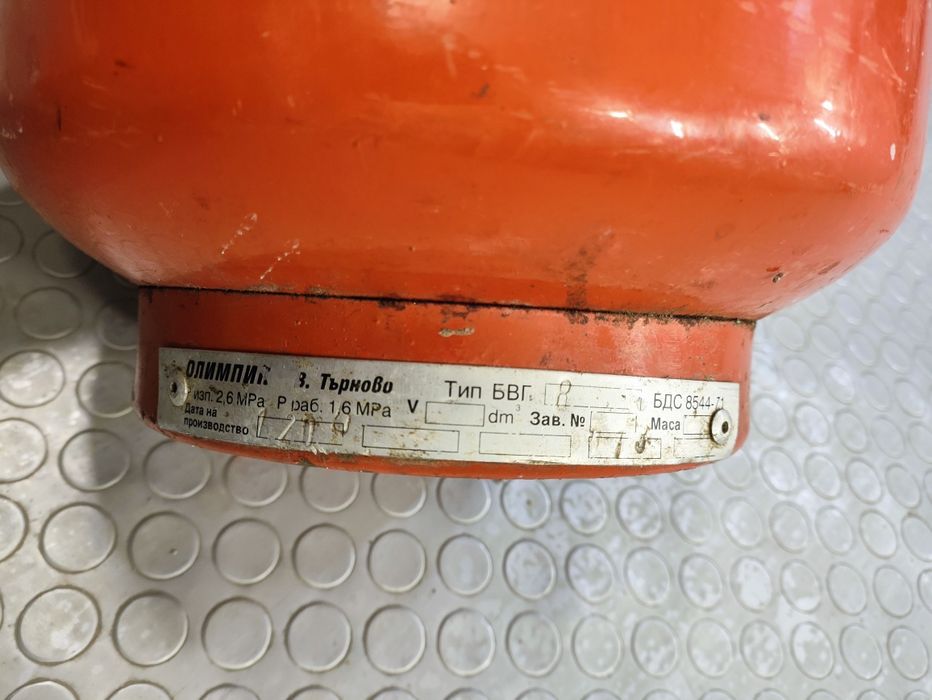 ОЛИМПИЯ В. Търново Тип БВГ. 8 БДС 8544-71
P изп. 2,6 MPa P раб. 1,6 MPa V dm³ Зав. № Маса
Дата на
производство